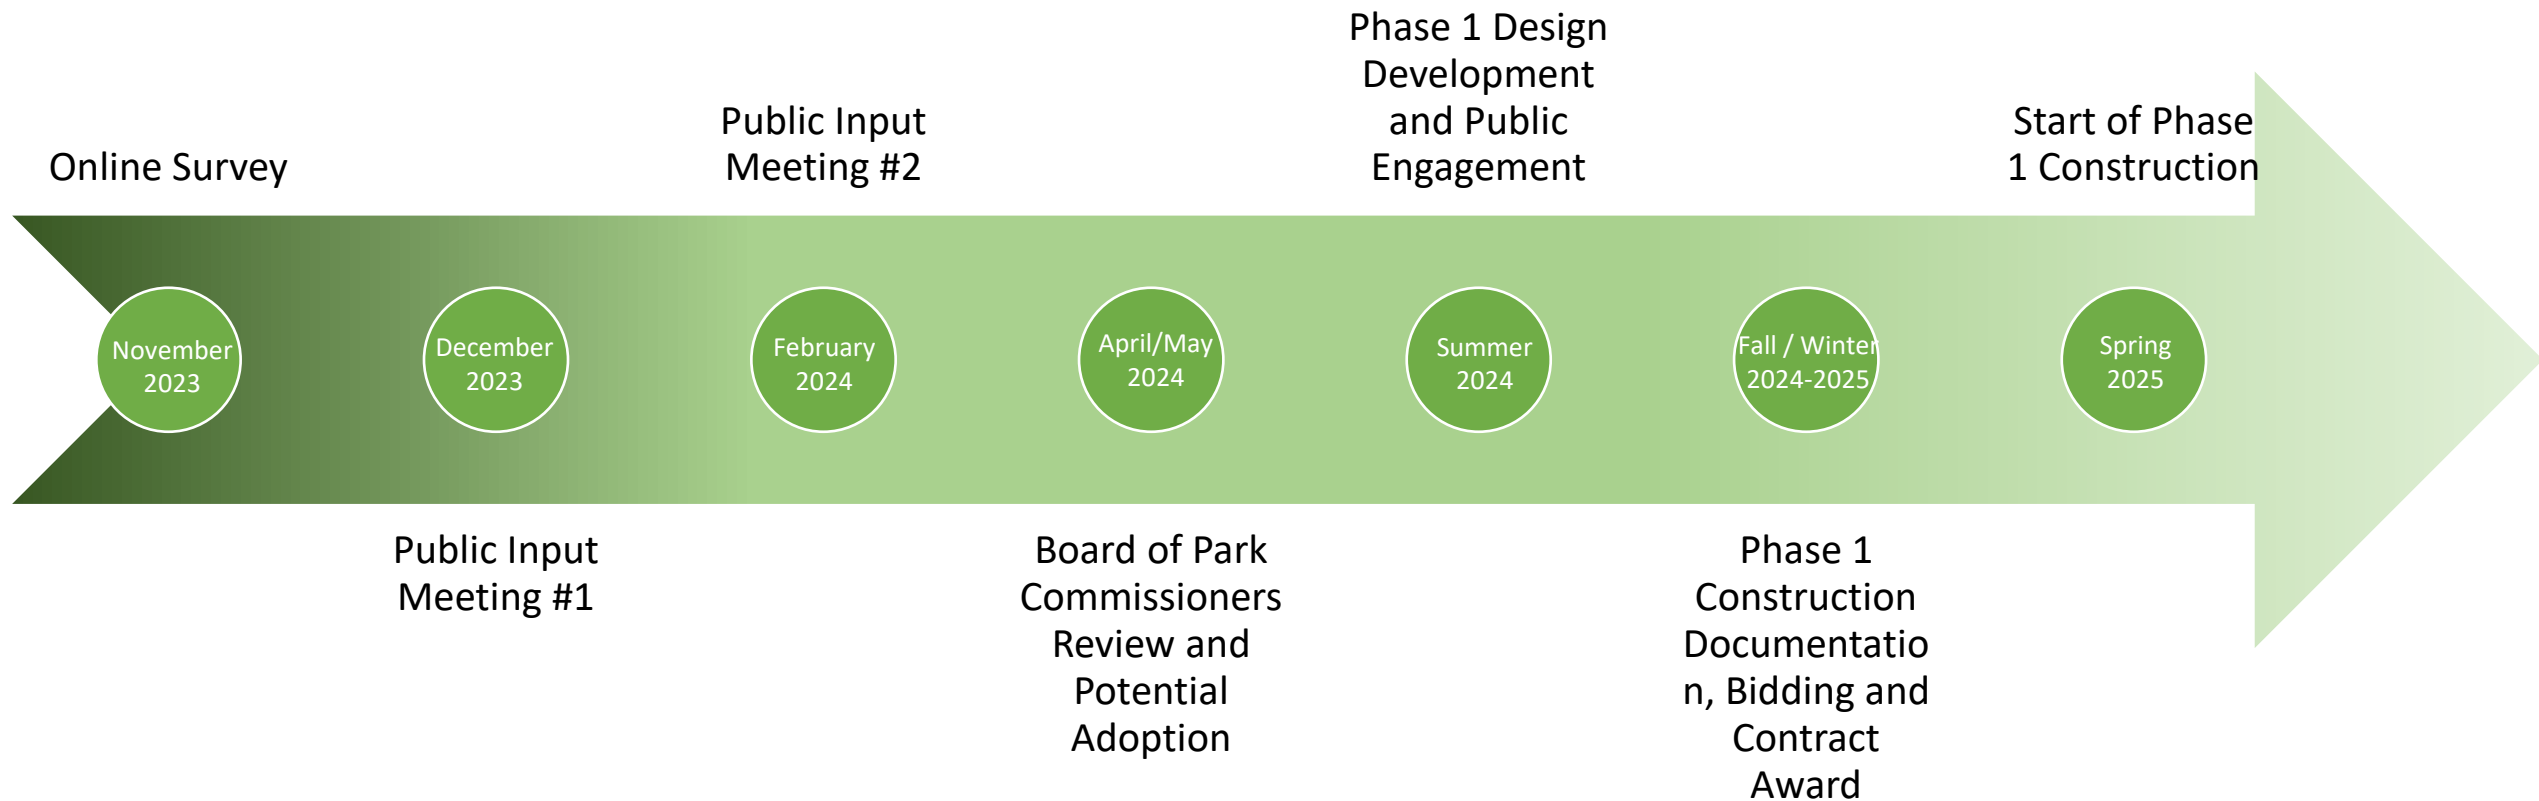 Online Survey
November
2023
December
2023
Public Input
Meeting #1
Public Input
Meeting #2
February
2024
April/May
2024
Board of Park
Commissioners
Review and
Potential
Adoption
Phase 1 Design
Development
and Public
Engagement
Summer
2024
Fall / Winter
2024-2025
Phase 1
Construction
Documentatio
n, Bidding and
Contract
Award
Start of Phase
1 Construction
Spring
2025